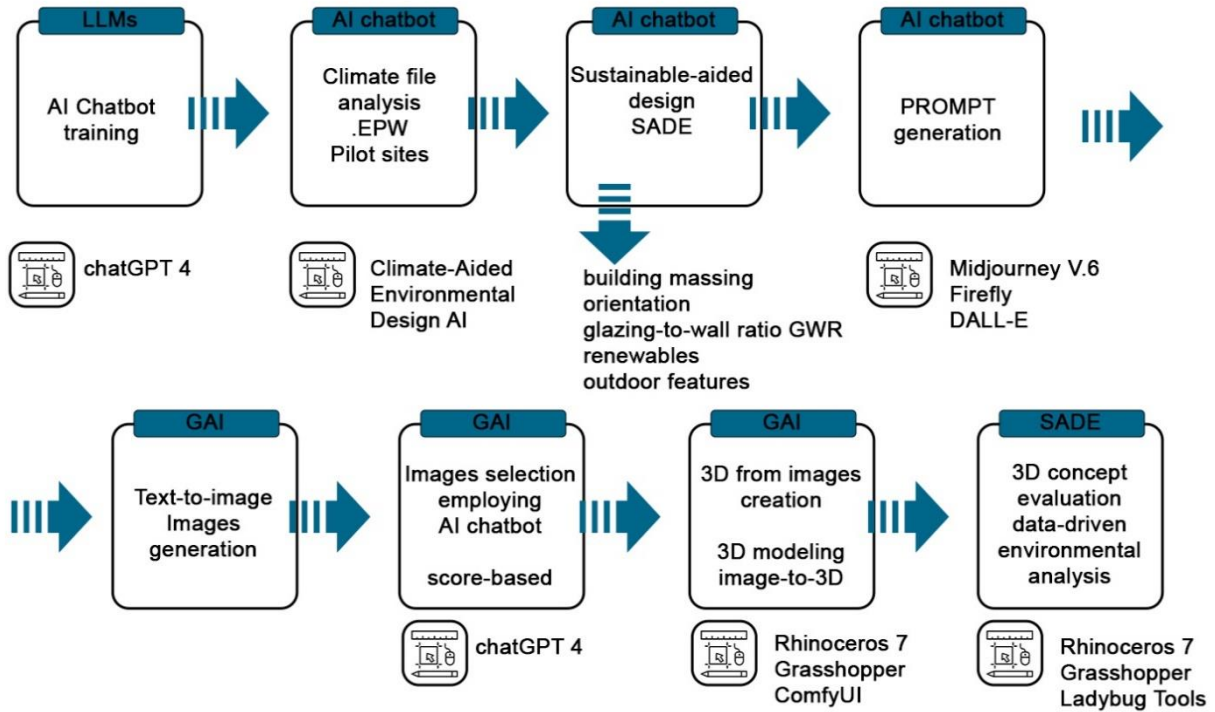 LLMs
AI Chatbot
training
chatGPT 4
AI chatbot
Climate file
analysis
.EPW
Pilot sites
Climate-Aided
Environmental
Design AI
AI chatbot
Sustainable-aided
design
SADE
building massing
orientation
glazing-to-wall ratio GWR
renewables
outdoor features
AI chatbot
PROMPT
generation
Midjourney V.6
Firefly
DALL-E
GAI
Text-to-image
Images
generation
GAI
Images selection
employing
AI chatbot
score-based
chatGPT 4
GAI
3D from images
creation
3D modeling
image-to-3D
Rhinoceros 7
Grasshopper
ComfyUI
SADE
3D concept
evaluation
data-driven
environmental
analysis
Rhinoceros 7
Grasshopper
Ladybug Tools